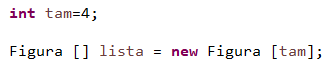 int tam=4;
Figura [] lista = new Figura [tam];